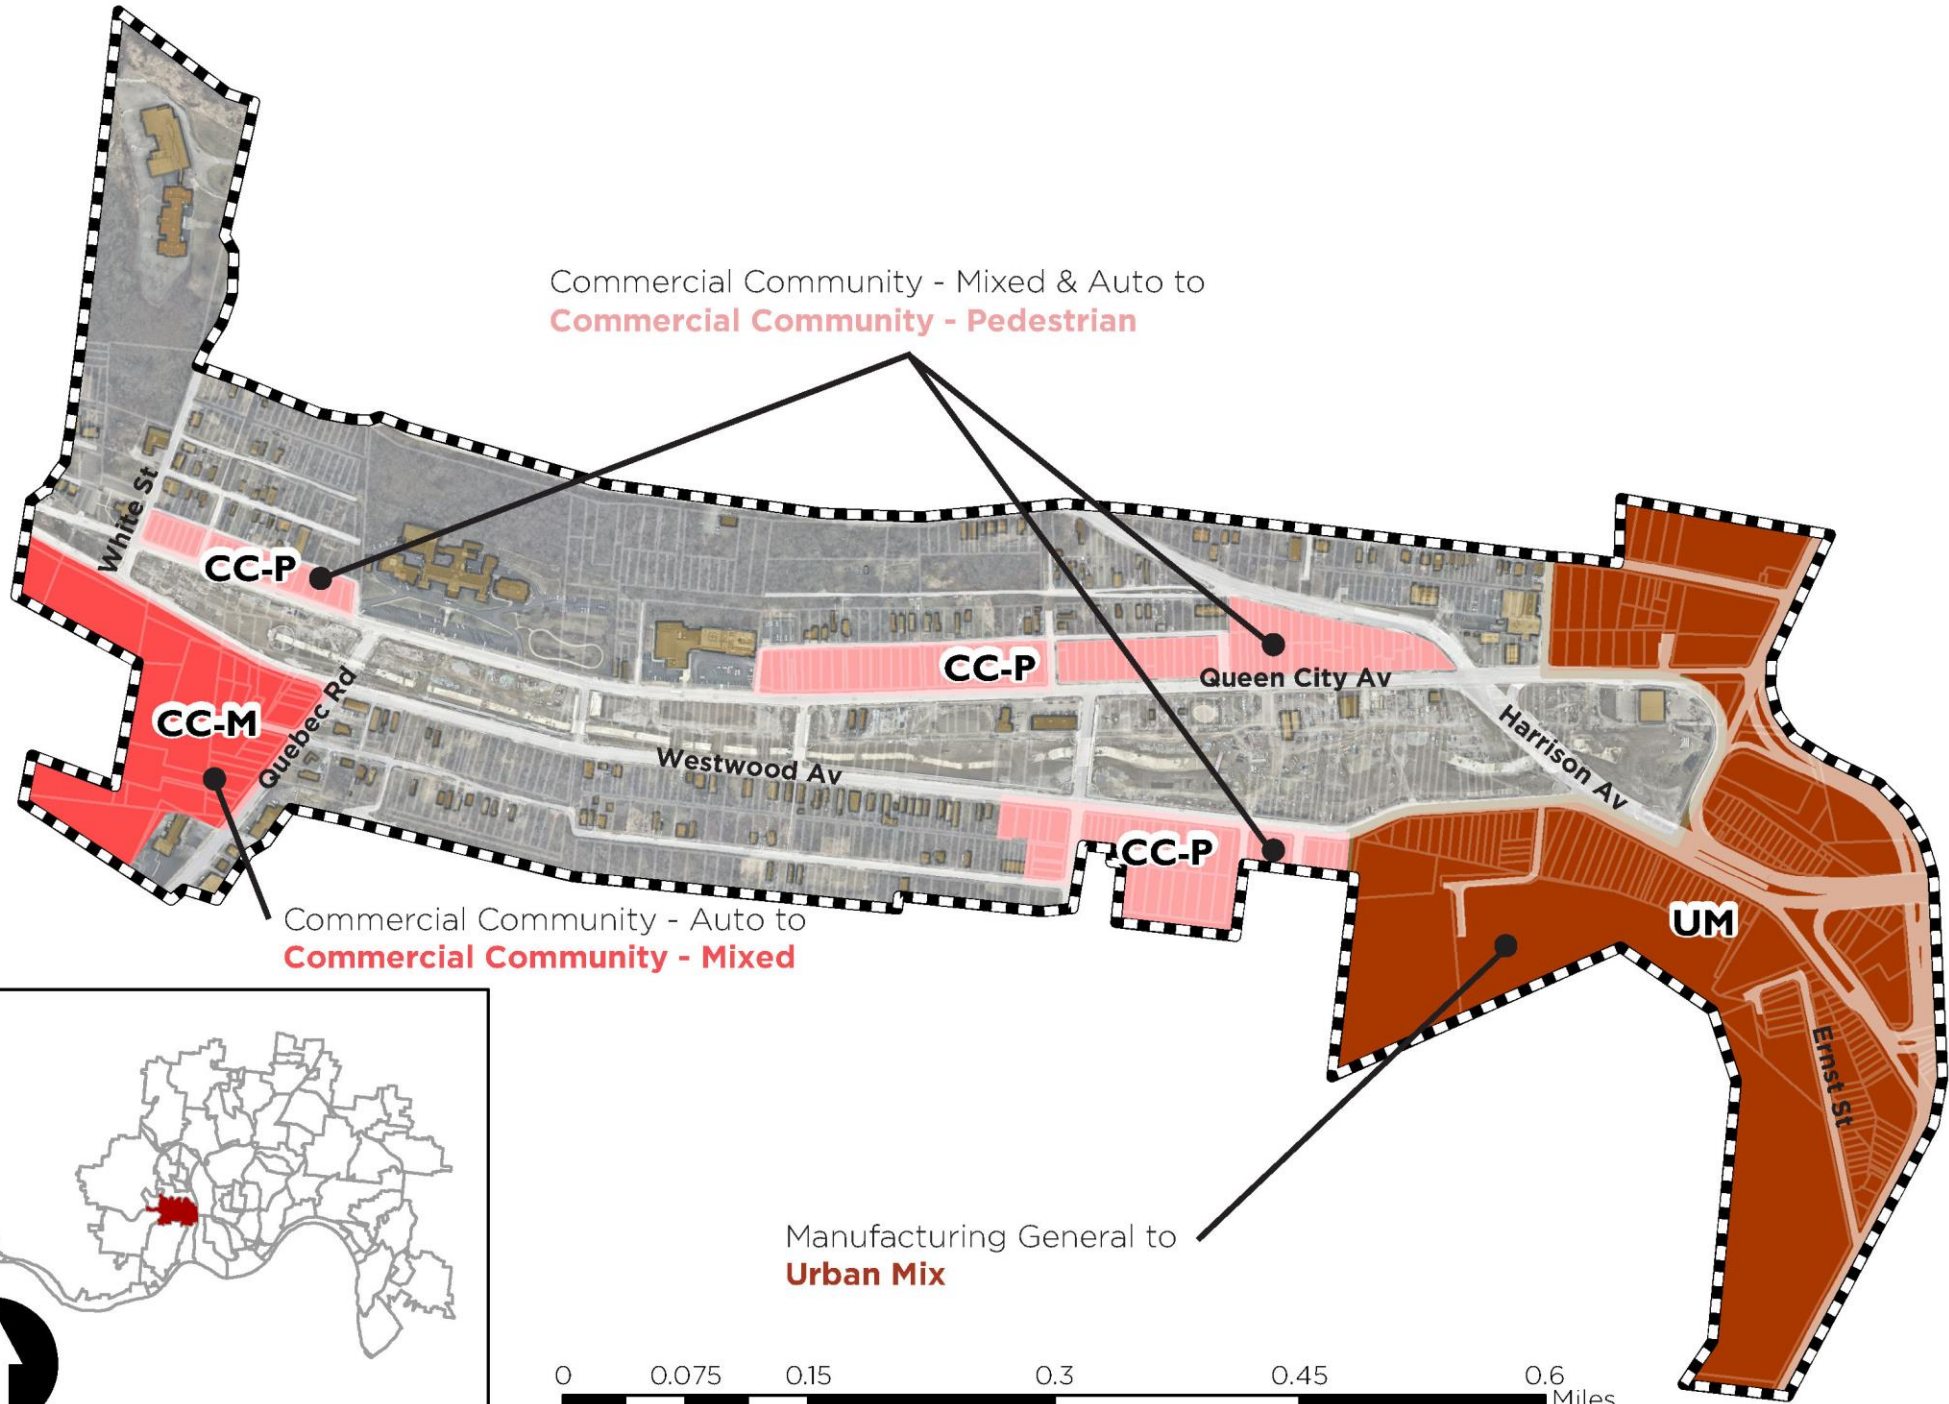 Commercial Community - Mixed & Auto to
Commercial Community - Pedestrian
White St
CC-P
CC-P
Queen City Av
CC-M
Quebec Rd
Westwood Av
Harrison Av
CC-P
UM
Commercial Community - Auto to
Commercial Community - Mixed
Ernst St
Manufacturing General to
Urban Mix
0 0.075 0.15 0.3 0.45 0.6
Miles